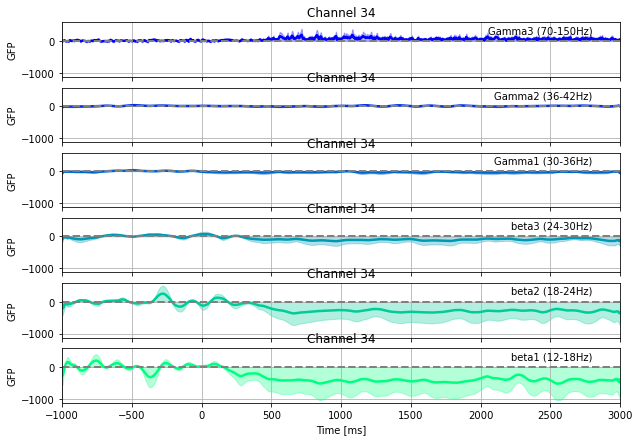 Channel 34
Gamma3 (70-150Hz)
GFP
0
−1000
Channel 34
Gamma2 (36-42Hz)
GFP
0
−1000
Channel 34
Gamma1 (30-36Hz)
GFP
0
−1000
Channel 34
beta3 (24-30Hz)
GFP
0
−1000
Channel 34
beta2 (18-24Hz)
GFP
0
−1000
Channel 34
beta1 (12-18Hz)
GFP
0
−1000
−1000 −500 0 500 1000 1500 2000 2500 3000
Time [ms]